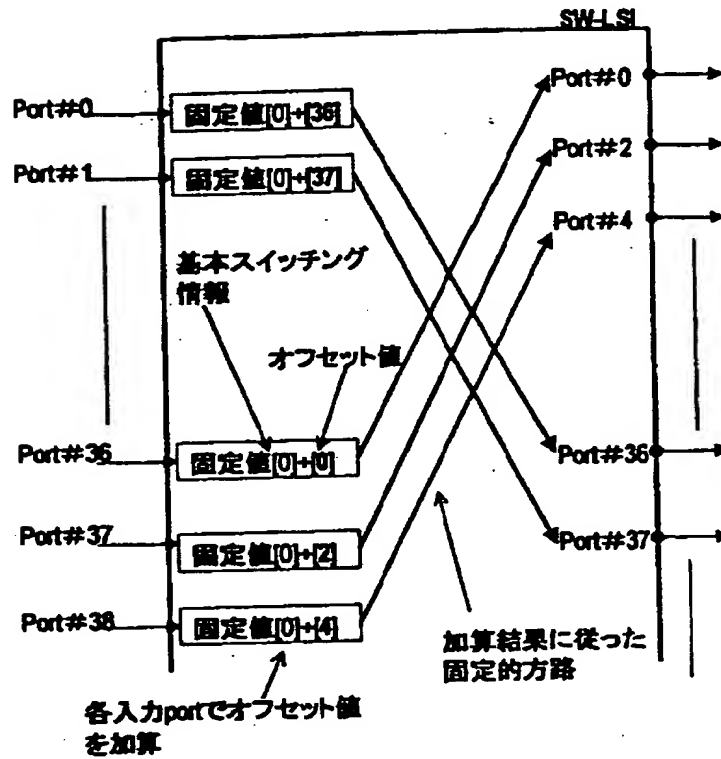 SW-LSI
Port#0
固定値[0]+[36]
Port#0
Port#1
固定値[0]+[37]
Port#2
Port#4
基本スイッチング
情報
オフセット値
Port#36
固定値[0]+[0]
Port#36
Port#37
固定値[0]+[2]
Port#37
Port#38
固定値[0]+[4]
加算結果に従った
固定的方路
各入力portでオフセット値
を加算